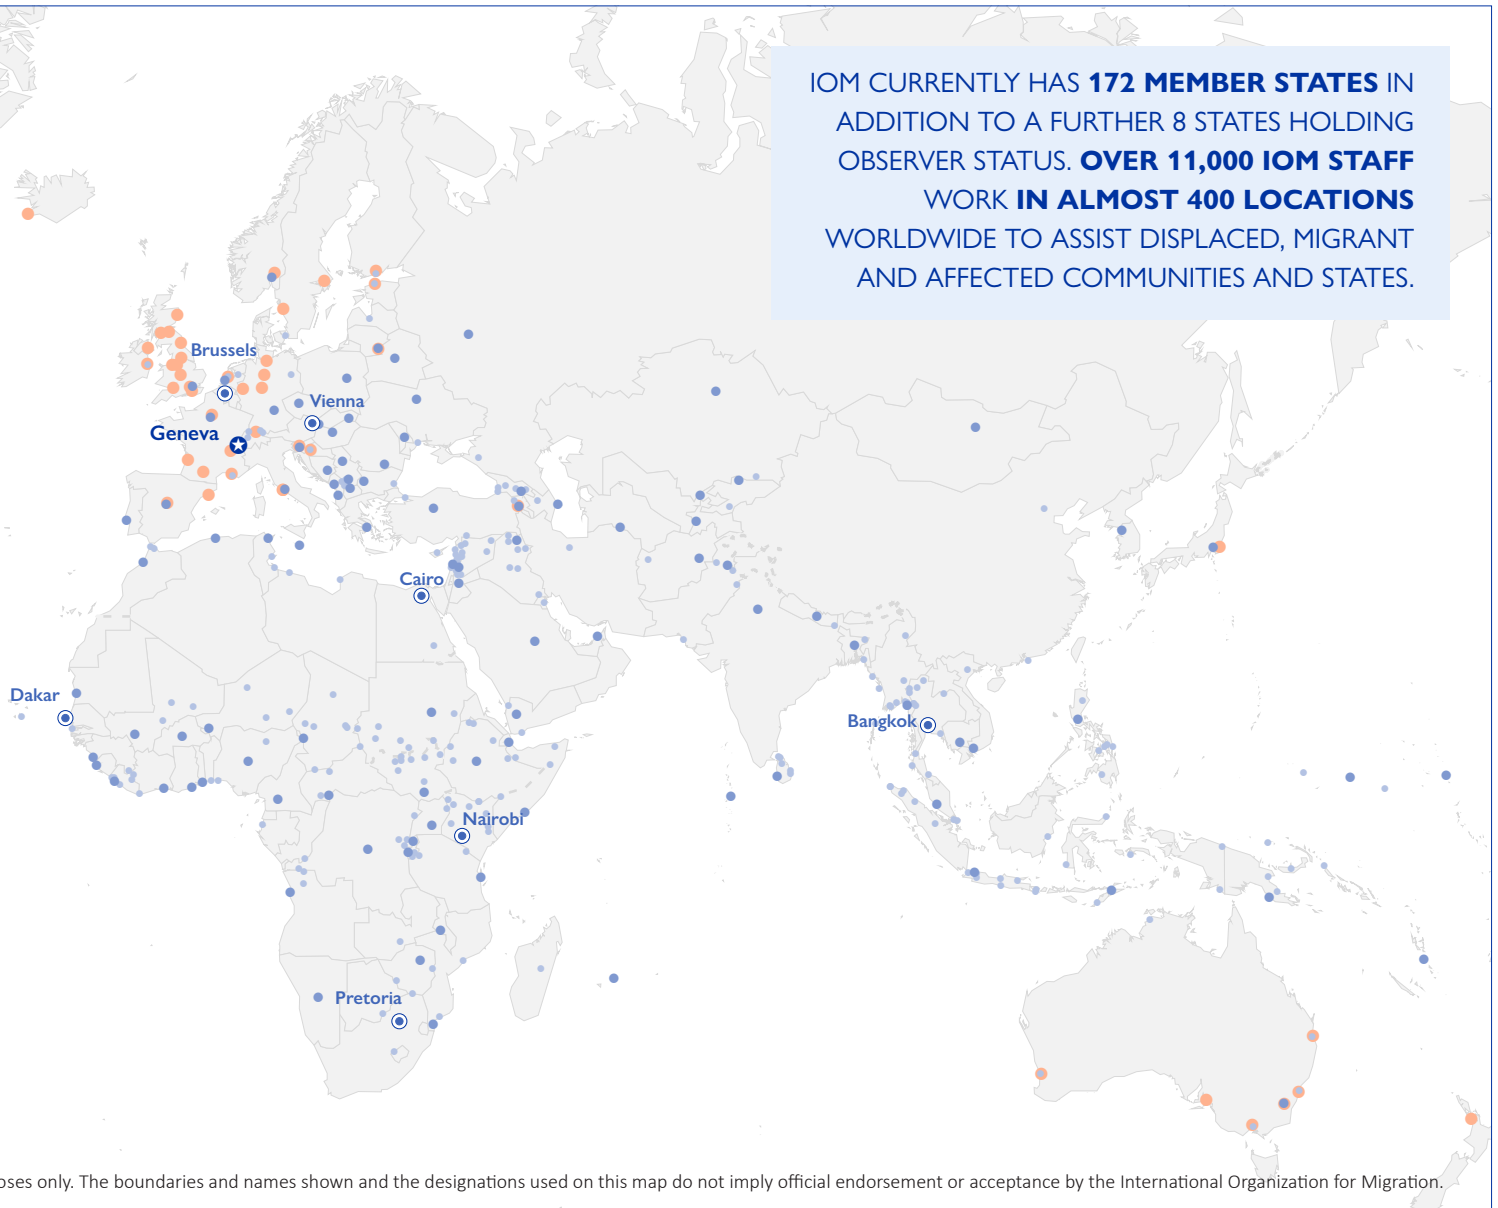 IOM CURRENTLY HAS 172 MEMBER STATES IN
ADDITION TO A FURTHER 8 STATES HOLDING
OBSERVER STATUS. OVER 11,000 IOM STAFF
WORK IN ALMOST 400 LOCATIONS
WORLDWIDE TO ASSIST DISPLACED, MIGRANT
AND AFFECTED COMMUNITIES AND STATES.
Brussels
Vienna
Geneva
Cairo
Dakar
Bangkok
Nairobi
Pretoria
oses only. The boundaries and names shown and the designations used on this map do not imply official endorsement or acceptance by the International Organization for Migration.